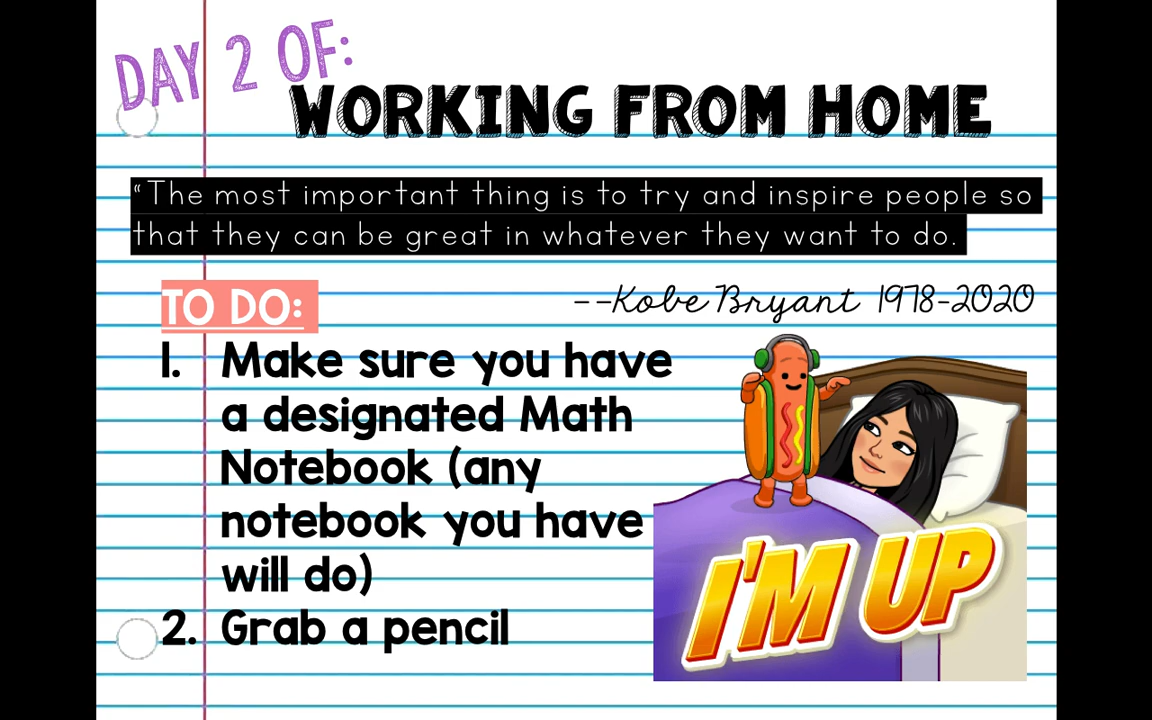 DAY 2 OF:
WORKING FROM HOME
“The most important thing is to try and inspire people so
that they can be great in whatever they want to do.
--Kobe Bryant 1978-2020
TO DO:
1. Make sure you have
a designated Math
Notebook (any
notebook you have
will do)
2. Grab a pencil
I'M UP